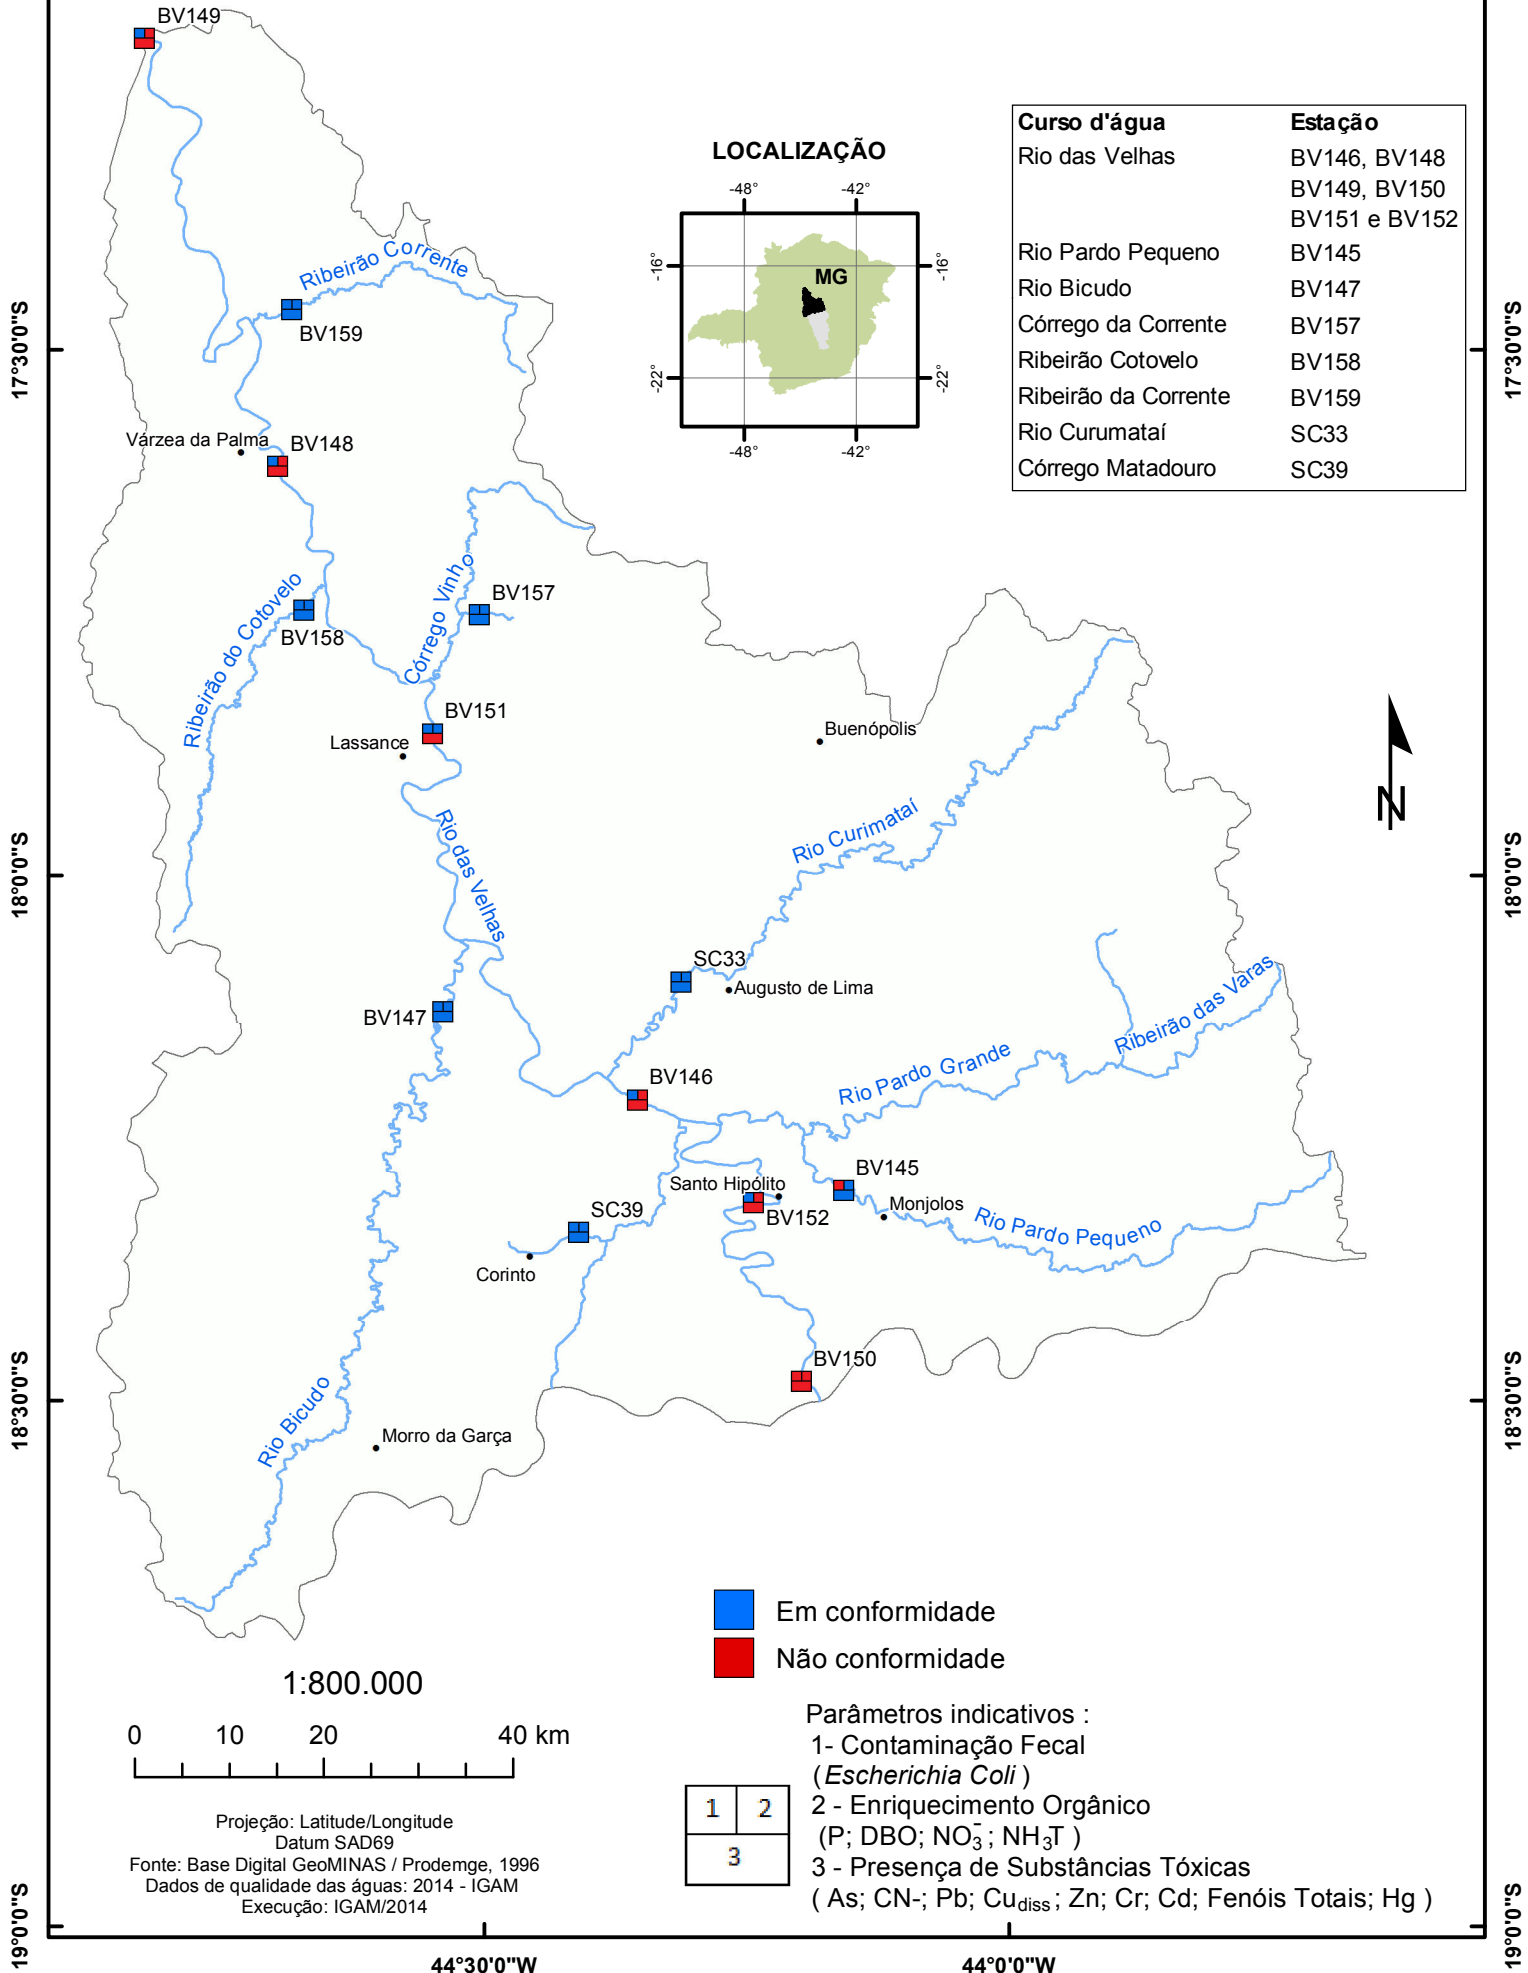 BV149
LOCALIZAÇÃO
-48°
-42°
-16°
-16°
MG
-22°
-22°
-48°
-42°
Curso d'água Estação
Rio das Velhas BV146, BV148
BV149, BV150
BV151 e BV152
Rio Pardo Pequeno BV145
Rio Bicudo BV147
Córrego da Corrente BV157
Ribeirão Cotovelo BV158
Ribeirão da Corrente BV159
Rio Curumataí SC33
Córrego Matadouro SC39
Ribeirão Corrente
BV159
17°30'0"S
17°30'0"S
Várzea da Palma
BV148
Córrego Vinho
BV157
Ribeirão do Cotovelo
BV158
BV151
Lassance
Buenópolis
N
Rio das Velhas
Rio Curimataí
18°0'0"S
18°0'0"S
SC33
Augusto de Lima
BV147
Ribeirão das Varas
Rio Pardo Grande
BV146
BV145
Santo Hipólito
Monjolos
BV152
SC39
Rio Pardo Pequeno
Corinto
BV150
18°30'0"S
18°30'0"S
Rio Bicudo
Morro da Garça
Em conformidade
Não conformidade
1:800.000
0 10 20 40 km
Projeção: Latitude/Longitude
Datum SAD69
Fonte: Base Digital GeoMINAS / Prodemge, 1996
Dados de qualidade das águas: 2014 - IGAM
Execução: IGAM/2014
Parâmetros indicativos :
1- Contaminação Fecal
(Escherichia Coli )
1 2
3
2 - Enriquecimento Orgânico
(P; DBO; NO₃⁻; NH₃T )
3 - Presença de Substâncias Tóxicas
( As; CN-; Pb; Cudiss; Zn; Cr; Cd; Fenóis Totais; Hg )
19°0'0"S
19°0'0"S
44°30'0"W
44°0'0"W